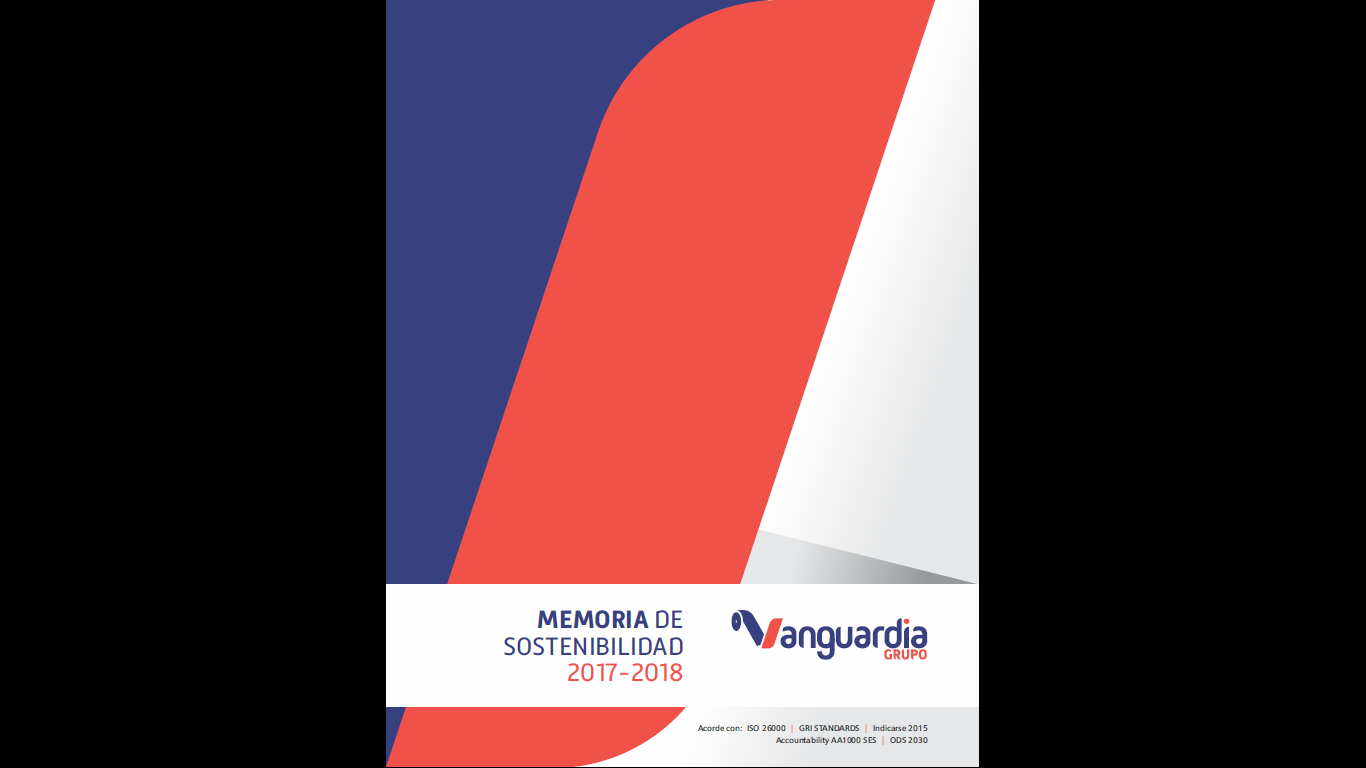 MEMORIA DE
SOSTENIBILIDAD
2017-2018
Vanguardia
GRUPO
Acorde con: ISO 26000 | GRI STANDARDS | Indicarse 2015
Accountability AA1000 SES | ODS 2030